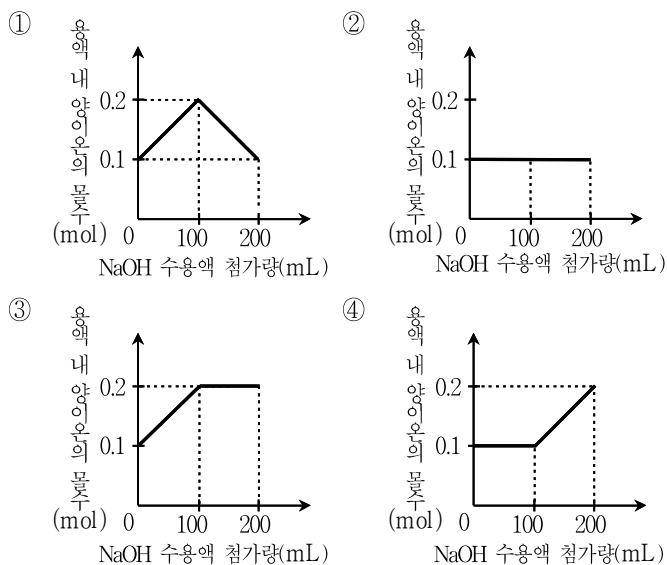 ①
용액 내 양이온의 몰수
(mol)
0.2
0.1
0 100 200
NaOH 수용액 첨가량(mL)
②
용액 내 양이온의 몰수
(mol)
0.2
0.1
0 100 200
NaOH 수용액 첨가량(mL)
③
용액 내 양이온의 몰수
(mol)
0.2
0.1
0 100 200
NaOH 수용액 첨가량(mL)
④
용액 내 양이온의 몰수
(mol)
0.2
0.1
0 100 200
NaOH 수용액 첨가량(mL)